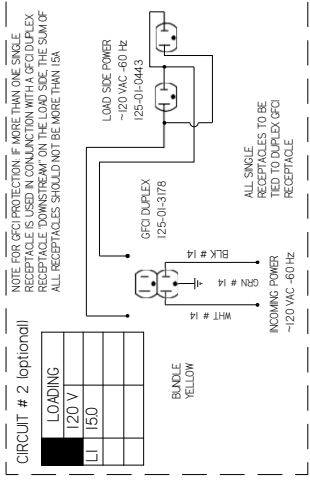 CIRCUIT # 2 (optional)
LOADING
120 V
L1 15.0
NOTE FOR GFCI PROTECTION: IF MORE THAN ONE SINGLE
RECEPTACLE IS USED IN CONJUNCTION WITH A GFCI DUPLEX
RECEPTACLE "DOWNSTREAM" ON THE LOAD SIDE, THE SUM OF
ALL RECEPTACLES SHOULD NOT BE MORE THAN 15A
LOAD SIDE POWER
~120 VAC -60 Hz
125-01-0443
GFCI DUPLEX
125-01-3178
BUNDLE
YELLOW
WHT # 14
GRN # 14
BLK # 14
INCOMING POWER
~120 VAC -60 Hz
ALL SINGLE
RECEPTACLES TO BE
TIED TO DUPLEX GFCI
RECEPTACLE